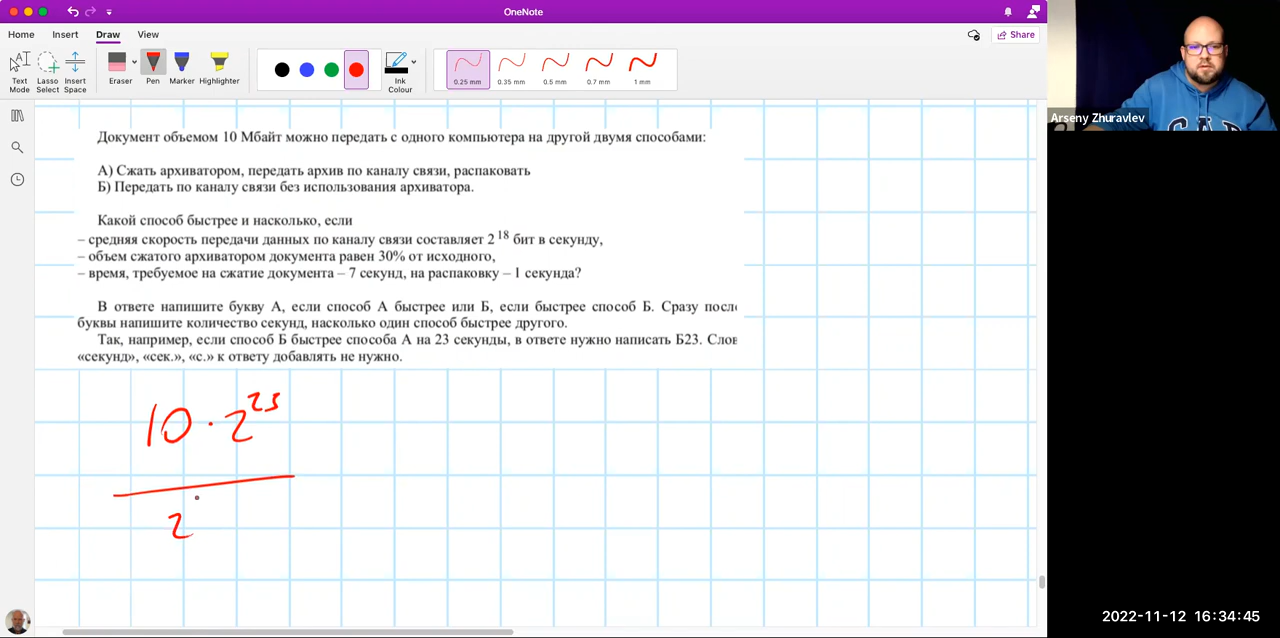 OneNote
Home Insert Draw View
Share
Text Mode
Lasso Select
Insert Space
Eraser
Pen
Marker
Highlighter
Ink Colour
0.25 mm
0.35 mm
0.5 mm
0.7 mm
1 mm
Arseny Zhuravlev
Документ объемом 10 Мбайт можно передать с одного компьютера на другой двумя способами:
А) Сжать архиватором, передать архив по каналу связи, распаковать
Б) Передать по каналу связи без использования архиватора.
Какой способ быстрее и насколько, если
– средняя скорость передачи данных по каналу связи составляет 2^18 бит в секунду,
– объем сжатого архиватором документа равен 30% от исходного,
– время, требуемое на сжатие документа – 7 секунд, на распаковку – 1 секунда?
В ответе напишите букву А, если способ А быстрее или Б, если быстрее способ Б. Сразу после
буквы напишите количество секунд, насколько один способ быстрее другого.
Так, например, если способ Б быстрее способа А на 23 секунды, в ответе нужно написать Б23. Слов
«секунд», «сек.», «с.» к ответу добавлять не нужно.
10 · 2^23
2
2022-11-12 16:34:45